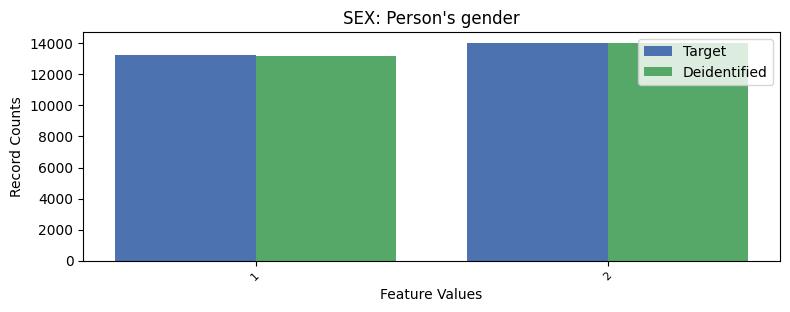 SEX: Person's gender
Target
Deidentified
14000
12000
10000
8000
6000
4000
2000
0
Record Counts
1
2
Feature Values